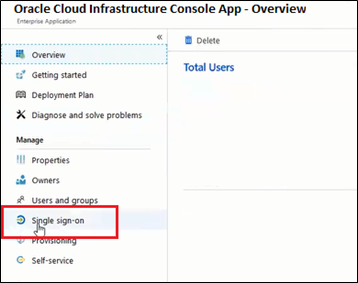 Oracle Cloud Infrastructure Console App - Overview
Enterprise Application
«
Delete
Overview
Total Users
Getting started
Deployment Plan
Diagnose and solve problems
Manage
Properties
Owners
Users and groups
Single sign-on
Provisioning
Self-service